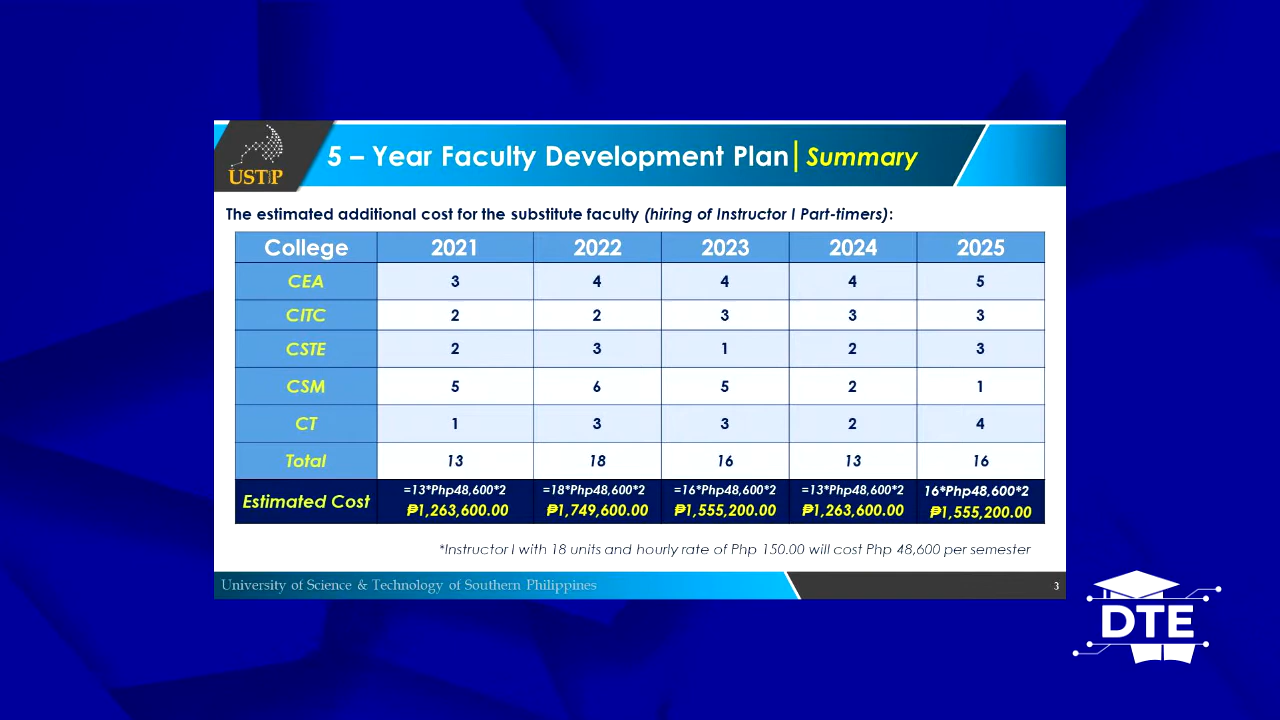 USTP
5 – Year Faculty Development Plan| Summary
The estimated additional cost for the substitute faculty (hiring of Instructor I Part-timers):
College 2021 2022 2023 2024 2025
CEA 3 4 4 4 5
CITC 2 2 3 3 3
CSTE 2 3 1 2 3
CSM 5 6 5 2 1
CT 1 3 3 2 4
Total 13 18 16 13 16
Estimated Cost =13*Php48,600*2 =18*Php48,600*2 =16*Php48,600*2 =13*Php48,600*2 16*Php48,600*2
₱1,263,600.00 ₱1,749,600.00 ₱1,555,200.00 ₱1,263,600.00 ₱1,555,200.00
*Instructor I with 18 units and hourly rate of Php 150.00 will cost Php 48,600 per semester
University of Science & Technology of Southern Philippines 3
DTE